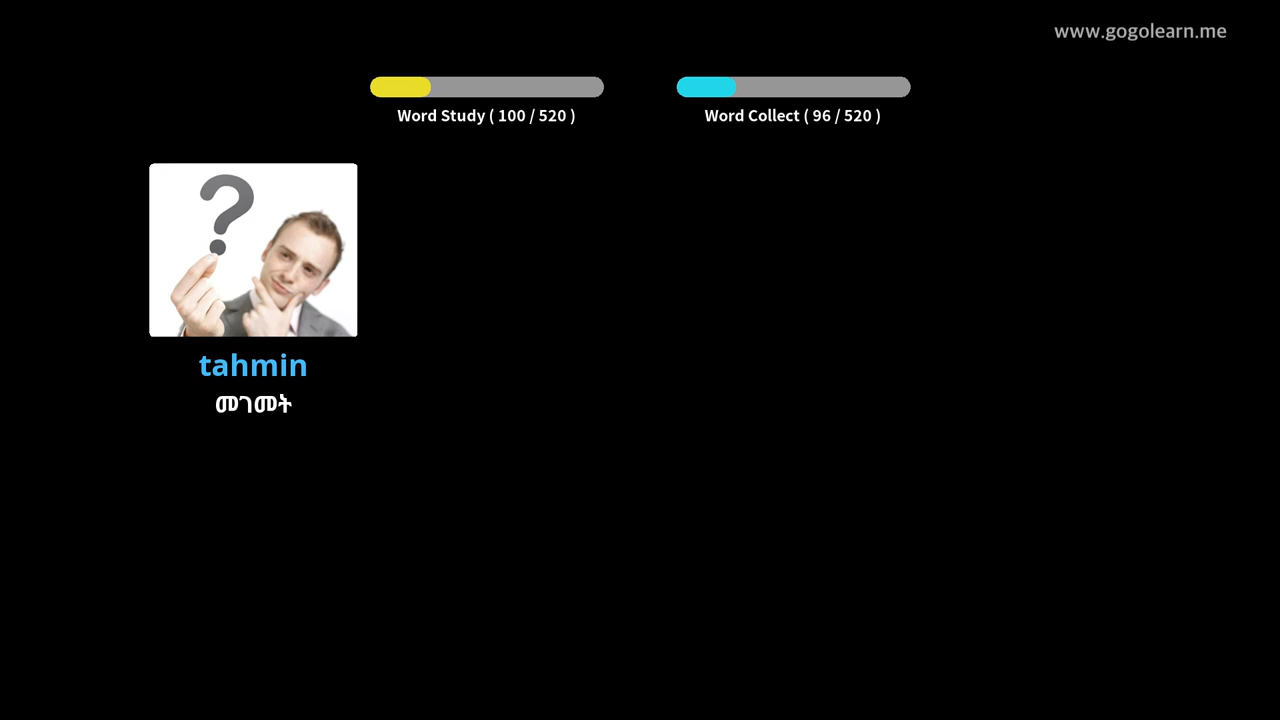 www.gogolearn.me
Word Study ( 100 / 520 )
Word Collect ( 96 / 520 )
?
tahmin
መገመት